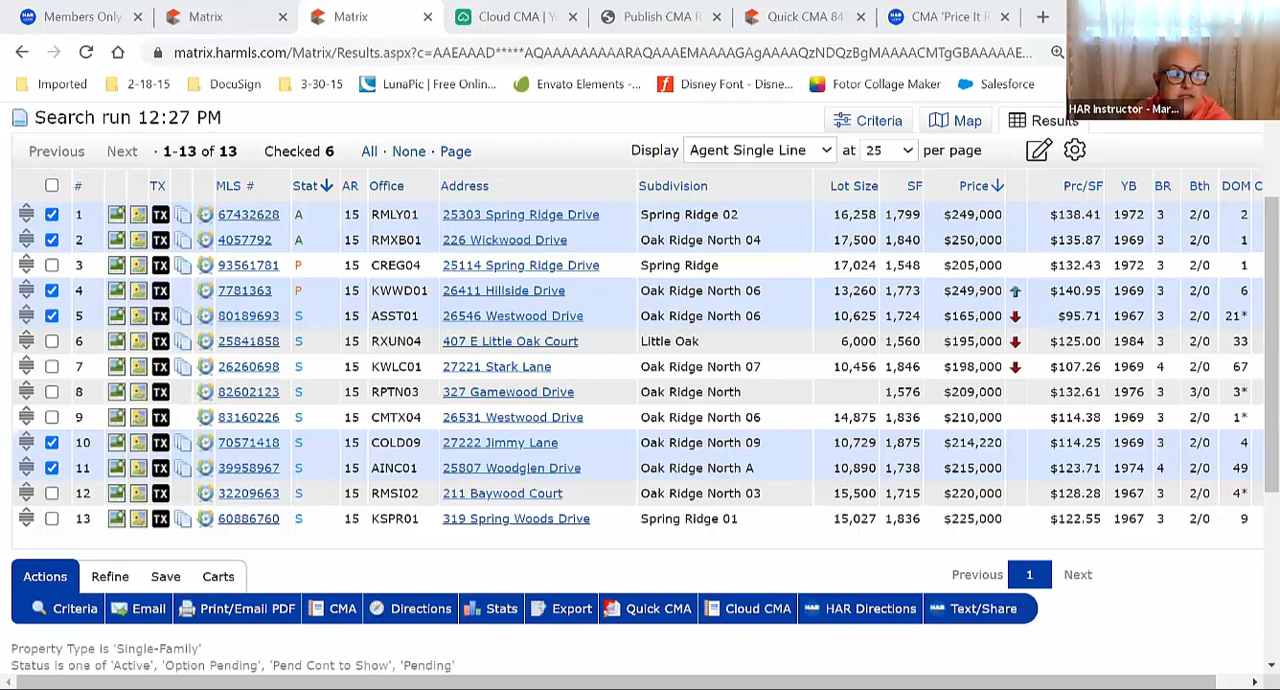 Members Only Matrix Matrix Cloud CMA | Y Publish CMA R Quick CMA 84 CMA 'Price It R
matrix.harmls.com/Matrix/Results.aspx?c=AAEAAAD*****AQAAAAAAAAARAQAAAEMAAAAGAgAAAAQzNDQzBgMAAAACMTgGBAAAAAE...
Imported 2-18-15 DocuSign 3-30-15 LunaPic | Free Onlin... Envato Elements -... Disney Font - Disne... Fotor Collage Maker Salesforce
HAR Instructor - Mar...
Search run 12:27 PM Criteria Map Results
Previous Next · 1-13 of 13 Checked 6 All · None · Page Display Agent Single Line at 25 per page
# TX MLS # Stat AR Office Address Subdivision Lot Size SF Price Prc/SF YB BR Bth DOM C
1 TX 67432628 A 15 RMLY01 25303 Spring Ridge Drive Spring Ridge 02 16,258 1,799 $249,000 $138.41 1972 3 2/0 2
2 TX 4057792 A 15 RMXB01 226 Wickwood Drive Oak Ridge North 04 17,500 1,840 $250,000 $135.87 1969 3 2/0 1
3 TX 93561781 P 15 CREG04 25114 Spring Ridge Drive Spring Ridge 17,024 1,548 $205,000 $132.43 1972 3 2/0 1
4 TX 7781363 P 15 KWWD01 26411 Hillside Drive Oak Ridge North 06 13,260 1,773 $249,900 $140.95 1969 3 2/0 6
5 TX 80189693 S 15 ASST01 26546 Westwood Drive Oak Ridge North 06 10,625 1,724 $165,000 $95.71 1967 3 2/0 21*
6 TX 25841858 S 15 RXUN04 407 E Little Oak Court Little Oak 6,000 1,560 $195,000 $125.00 1984 3 2/0 33
7 TX 26260698 S 15 KWLC01 27221 Stark Lane Oak Ridge North 07 10,456 1,846 $198,000 $107.26 1969 4 2/0 67
8 TX 82602123 S 15 RPTN03 327 Gamewood Drive Oak Ridge North 1,576 $209,000 $132.61 1976 3 3/0 3*
9 TX 83160226 S 15 CMTX04 26531 Westwood Drive Oak Ridge North 06 14,875 1,836 $210,000 $114.38 1969 3 2/0 1*
10 TX 70571418 S 15 COLD09 27222 Jimmy Lane Oak Ridge North 09 10,729 1,875 $214,220 $114.25 1969 3 2/0 4
11 TX 39958967 S 15 AINC01 25807 Woodglen Drive Oak Ridge North A 10,890 1,738 $215,000 $123.71 1974 4 2/0 49
12 TX 32209663 S 15 RMSI02 211 Baywood Court Oak Ridge North 03 15,500 1,715 $220,000 $128.28 1967 3 2/0 4*
13 TX 60886760 S 15 KSPR01 319 Spring Woods Drive Spring Ridge 01 15,027 1,836 $225,000 $122.55 1967 3 2/0 9
Actions Refine Save Carts Previous 1 Next
Criteria Email Print/Email PDF CMA Directions Stats Export Quick CMA Cloud CMA HAR Directions Text/Share
Property Type is 'Single-Family'
Status is one of 'Active', 'Option Pending', 'Pend Cont to Show', 'Pending'